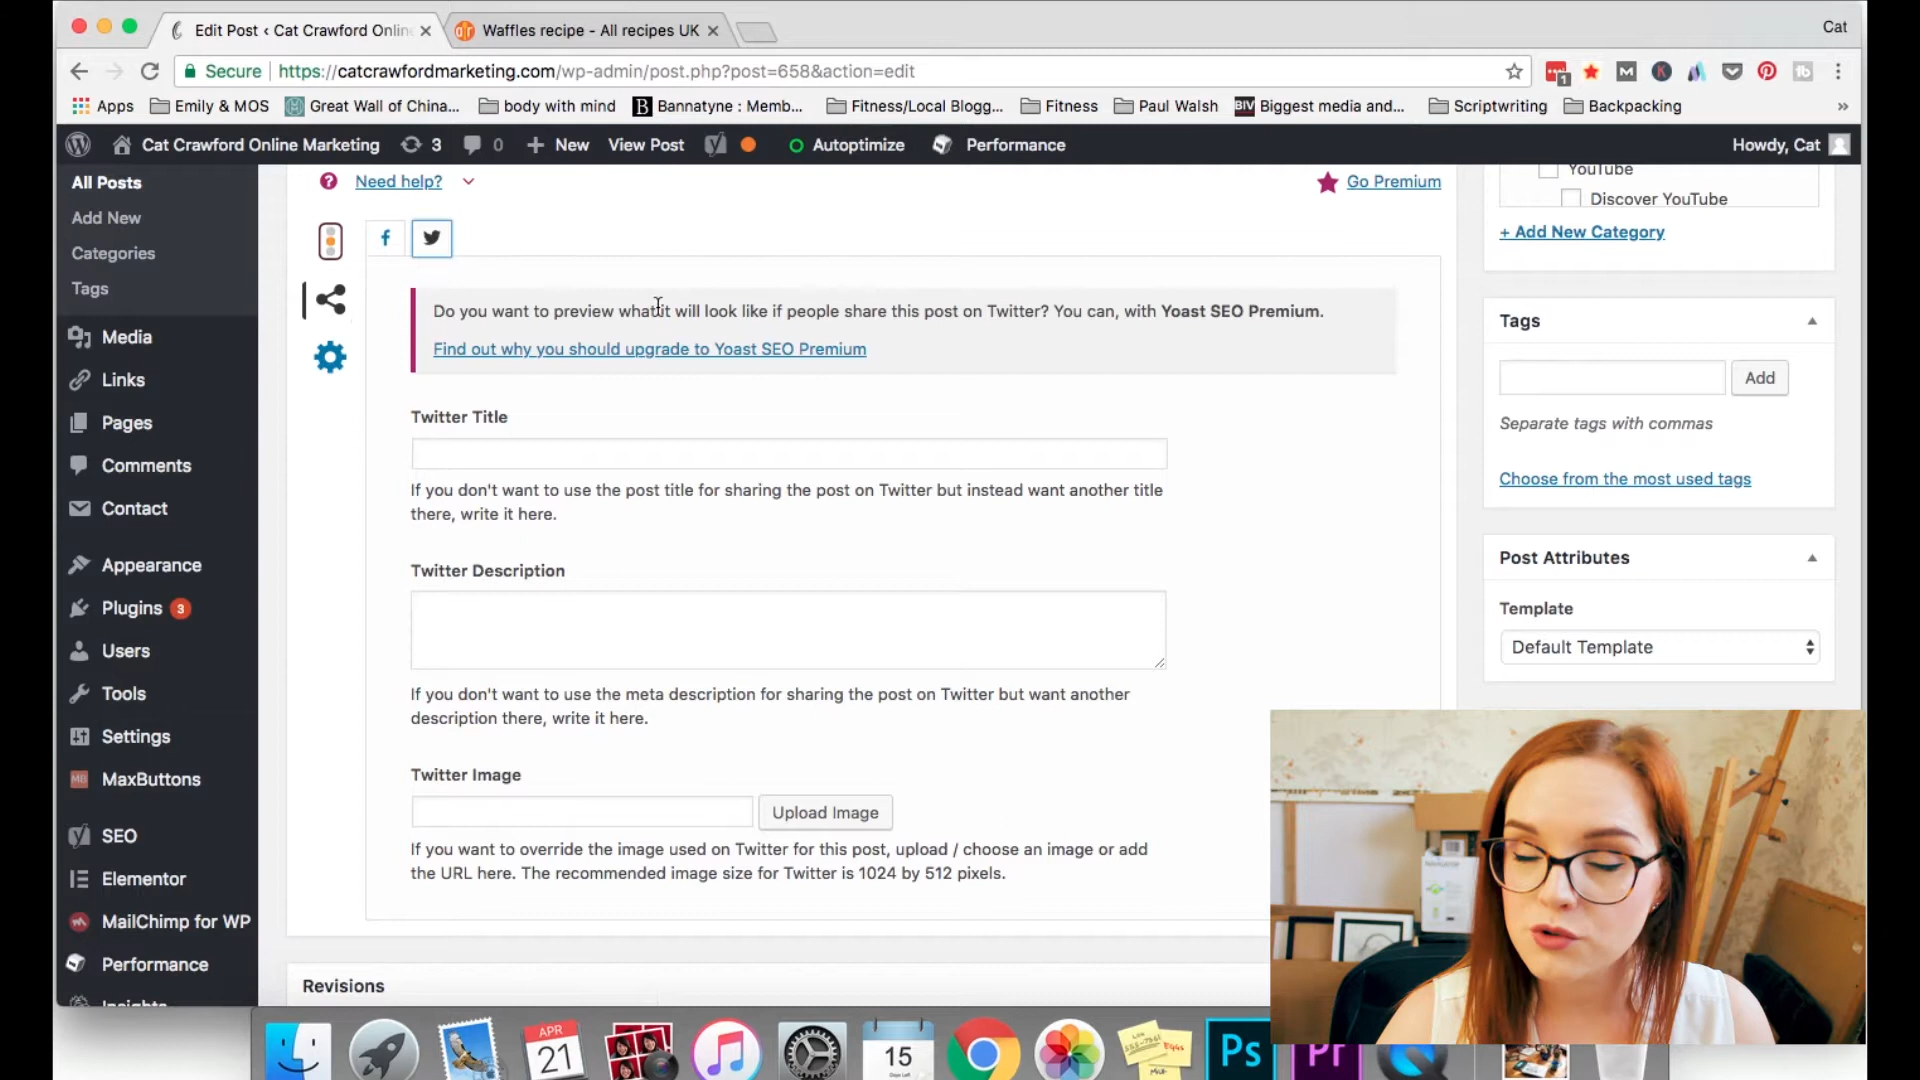 Edit Post ‹ Cat Crawford Onlin
Waffles recipe - All recipes UK
Cat
Secure
https://catcrawfordmarketing.com/wp-admin/post.php?post=658&action=edit
1
Apps
Emily & MOS
Great Wall of China...
body with mind
B
Bannatyne : Memb...
Fitness/Local Blogg...
Fitness
Paul Walsh
BIV
Biggest media and...
Scriptwriting
Backpacking
»
Cat Crawford Online Marketing
3
0
New
View Post
Autoptimize
Performance
Howdy, Cat
All Posts
Add New
Categories
Tags
Media
Links
Pages
Comments
Contact
Appearance
Plugins 3
Users
Tools
Settings
MaxButtons
SEO
Elementor
MailChimp for WP
Performance
Insights
Need help?
Go Premium
Do you want to preview what it will look like if people share this post on Twitter? You can, with Yoast SEO Premium.
Find out why you should upgrade to Yoast SEO Premium
Twitter Title
If you don't want to use the post title for sharing the post on Twitter but instead want another title
there, write it here.
Twitter Description
If you don't want to use the meta description for sharing the post on Twitter but want another
description there, write it here.
Twitter Image
Upload Image
If you want to override the image used on Twitter for this post, upload / choose an image or add
the URL here. The recommended image size for Twitter is 1024 by 512 pixels.
Revisions
YouTube
Discover YouTube
+ Add New Category
Tags
Add
Separate tags with commas
Choose from the most used tags
Post Attributes
Template
Default Template
APR
21
15
Ps
Pr